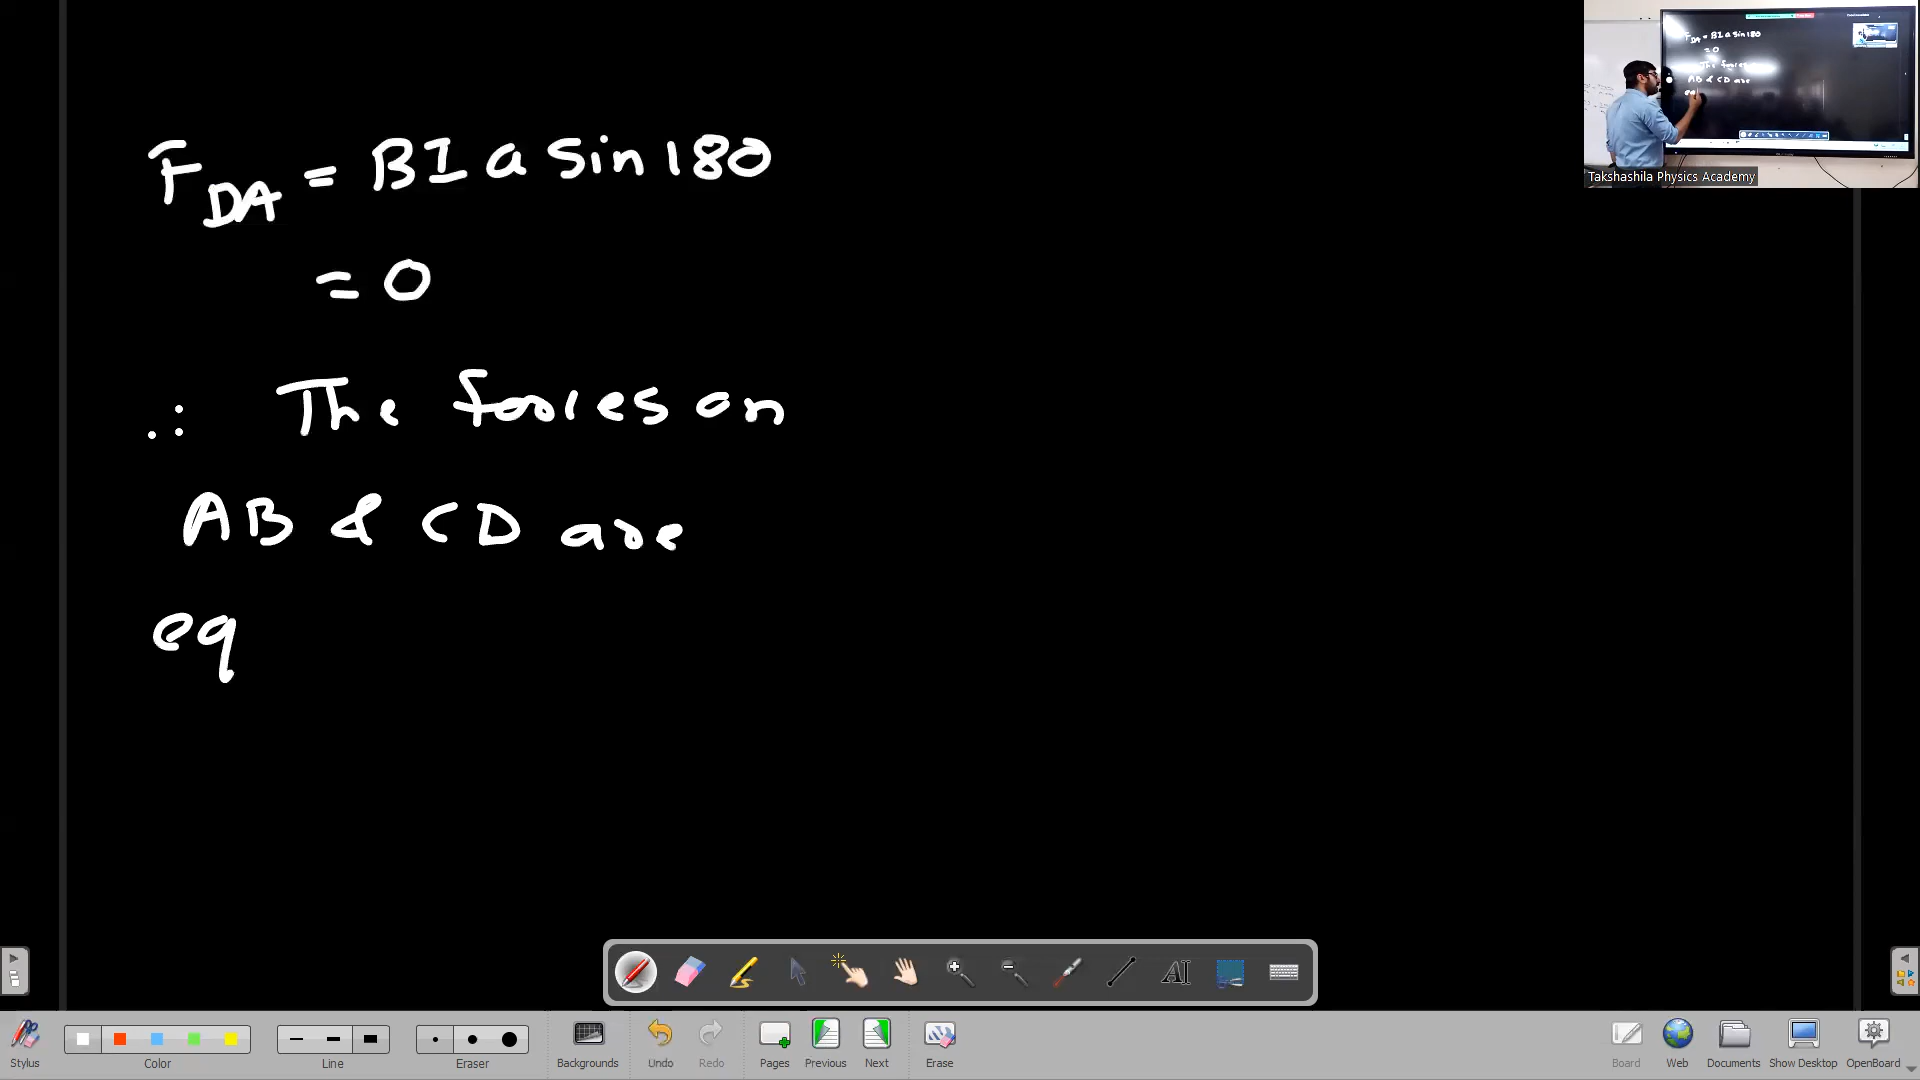 F_DA = BI a sin 180
= 0
∴ The forces on
AB & CD are
eq
Takshashila Physics Academy
Stylus
Color
Line
Eraser
Backgrounds
Undo
Redo
Pages
Previous
Next
Erase
Board
Web
Documents
Show Desktop
OpenBoard